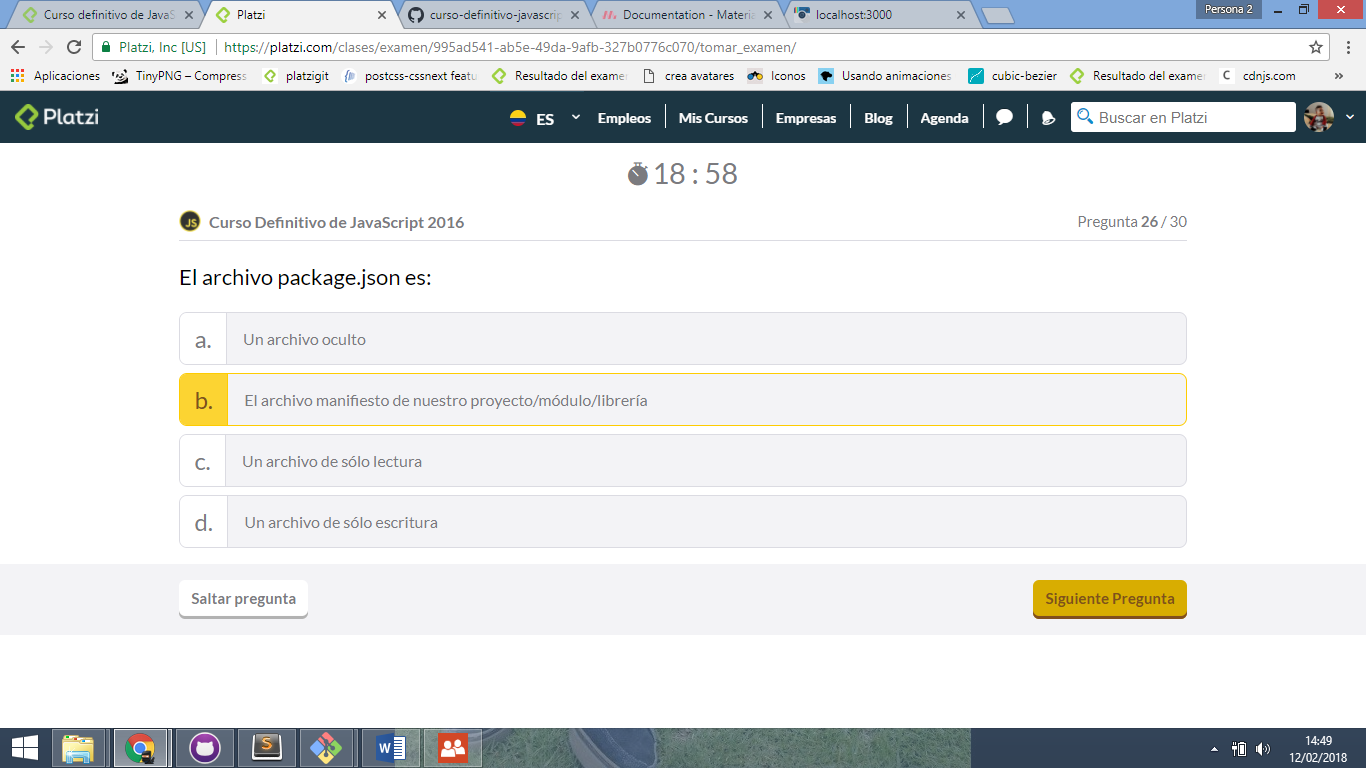 Curso definitivo de JavaS
Platzi
curso-definitivo-javascrip
Documentation - Materia
localhost:3000
Persona 2
Platzi, Inc [US]
https://platzi.com/clases/examen/995ad541-ab5e-49da-9afb-327b0776c070/tomar_examen/
Aplicaciones
TinyPNG – Compress
platzigit
postcss-cssnext featu
Resultado del examen
crea avatares
Iconos
Usando animaciones
cubic-bezier
Resultado del examen
C cdnjs.com
»
Platzi
ES
Empleos
Mis Cursos
Empresas
Blog
Agenda
Buscar en Platzi
18 : 58
JS
Curso Definitivo de JavaScript 2016
Pregunta 26 / 30
El archivo package.json es:
a. Un archivo oculto
b. El archivo manifiesto de nuestro proyecto/módulo/librería
c. Un archivo de sólo lectura
d. Un archivo de sólo escritura
Saltar pregunta
Siguiente Pregunta
14:49
12/02/2018